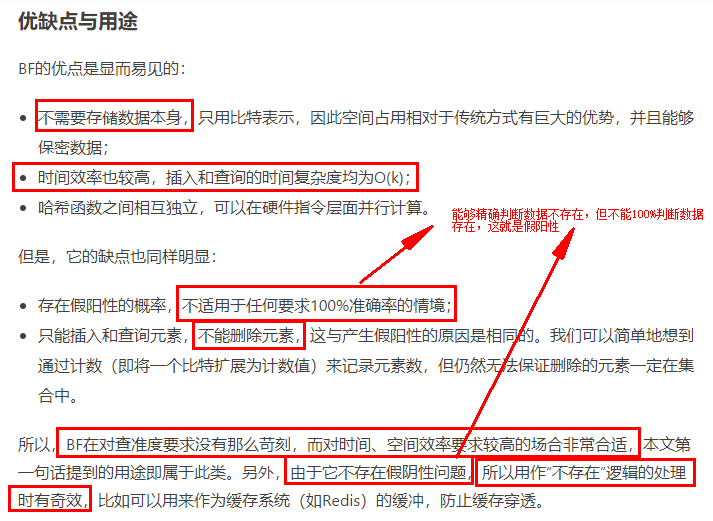 优缺点与用途
BF的优点是显而易见的：
不需要存储数据本身，只用比特表示，因此空间占用相对于传统方式有巨大的优势，并且能够
保密数据；
时间效率也较高，插入和查询的时间复杂度均为O(k)；
哈希函数之间相互独立，可以在硬件指令层面并行计算。
能够精确判断数据不存在，但不能100%判断数据
存在，这就是假阳性
但是，它的缺点也同样明显：
存在假阳性的概率，不适用于任何要求100%准确率的情境；
只能插入和查询元素，不能删除元素，这与产生假阳性的原因是相同的。我们可以简单地想到
通过计数（即将一个比特扩展为计数值）来记录元素数，但仍然无法保证删除的元素一定在集
合中。
所以，BF在对查准度要求没有那么苛刻，而对时间、空间效率要求较高的场合非常合适，本文第
一句话提到的用途即属于此类。另外，由于它不存在假阴性问题，所以用作“不存在”逻辑的处理
时有奇效，比如可以用来作为缓存系统（如Redis）的缓冲，防止缓存穿透。